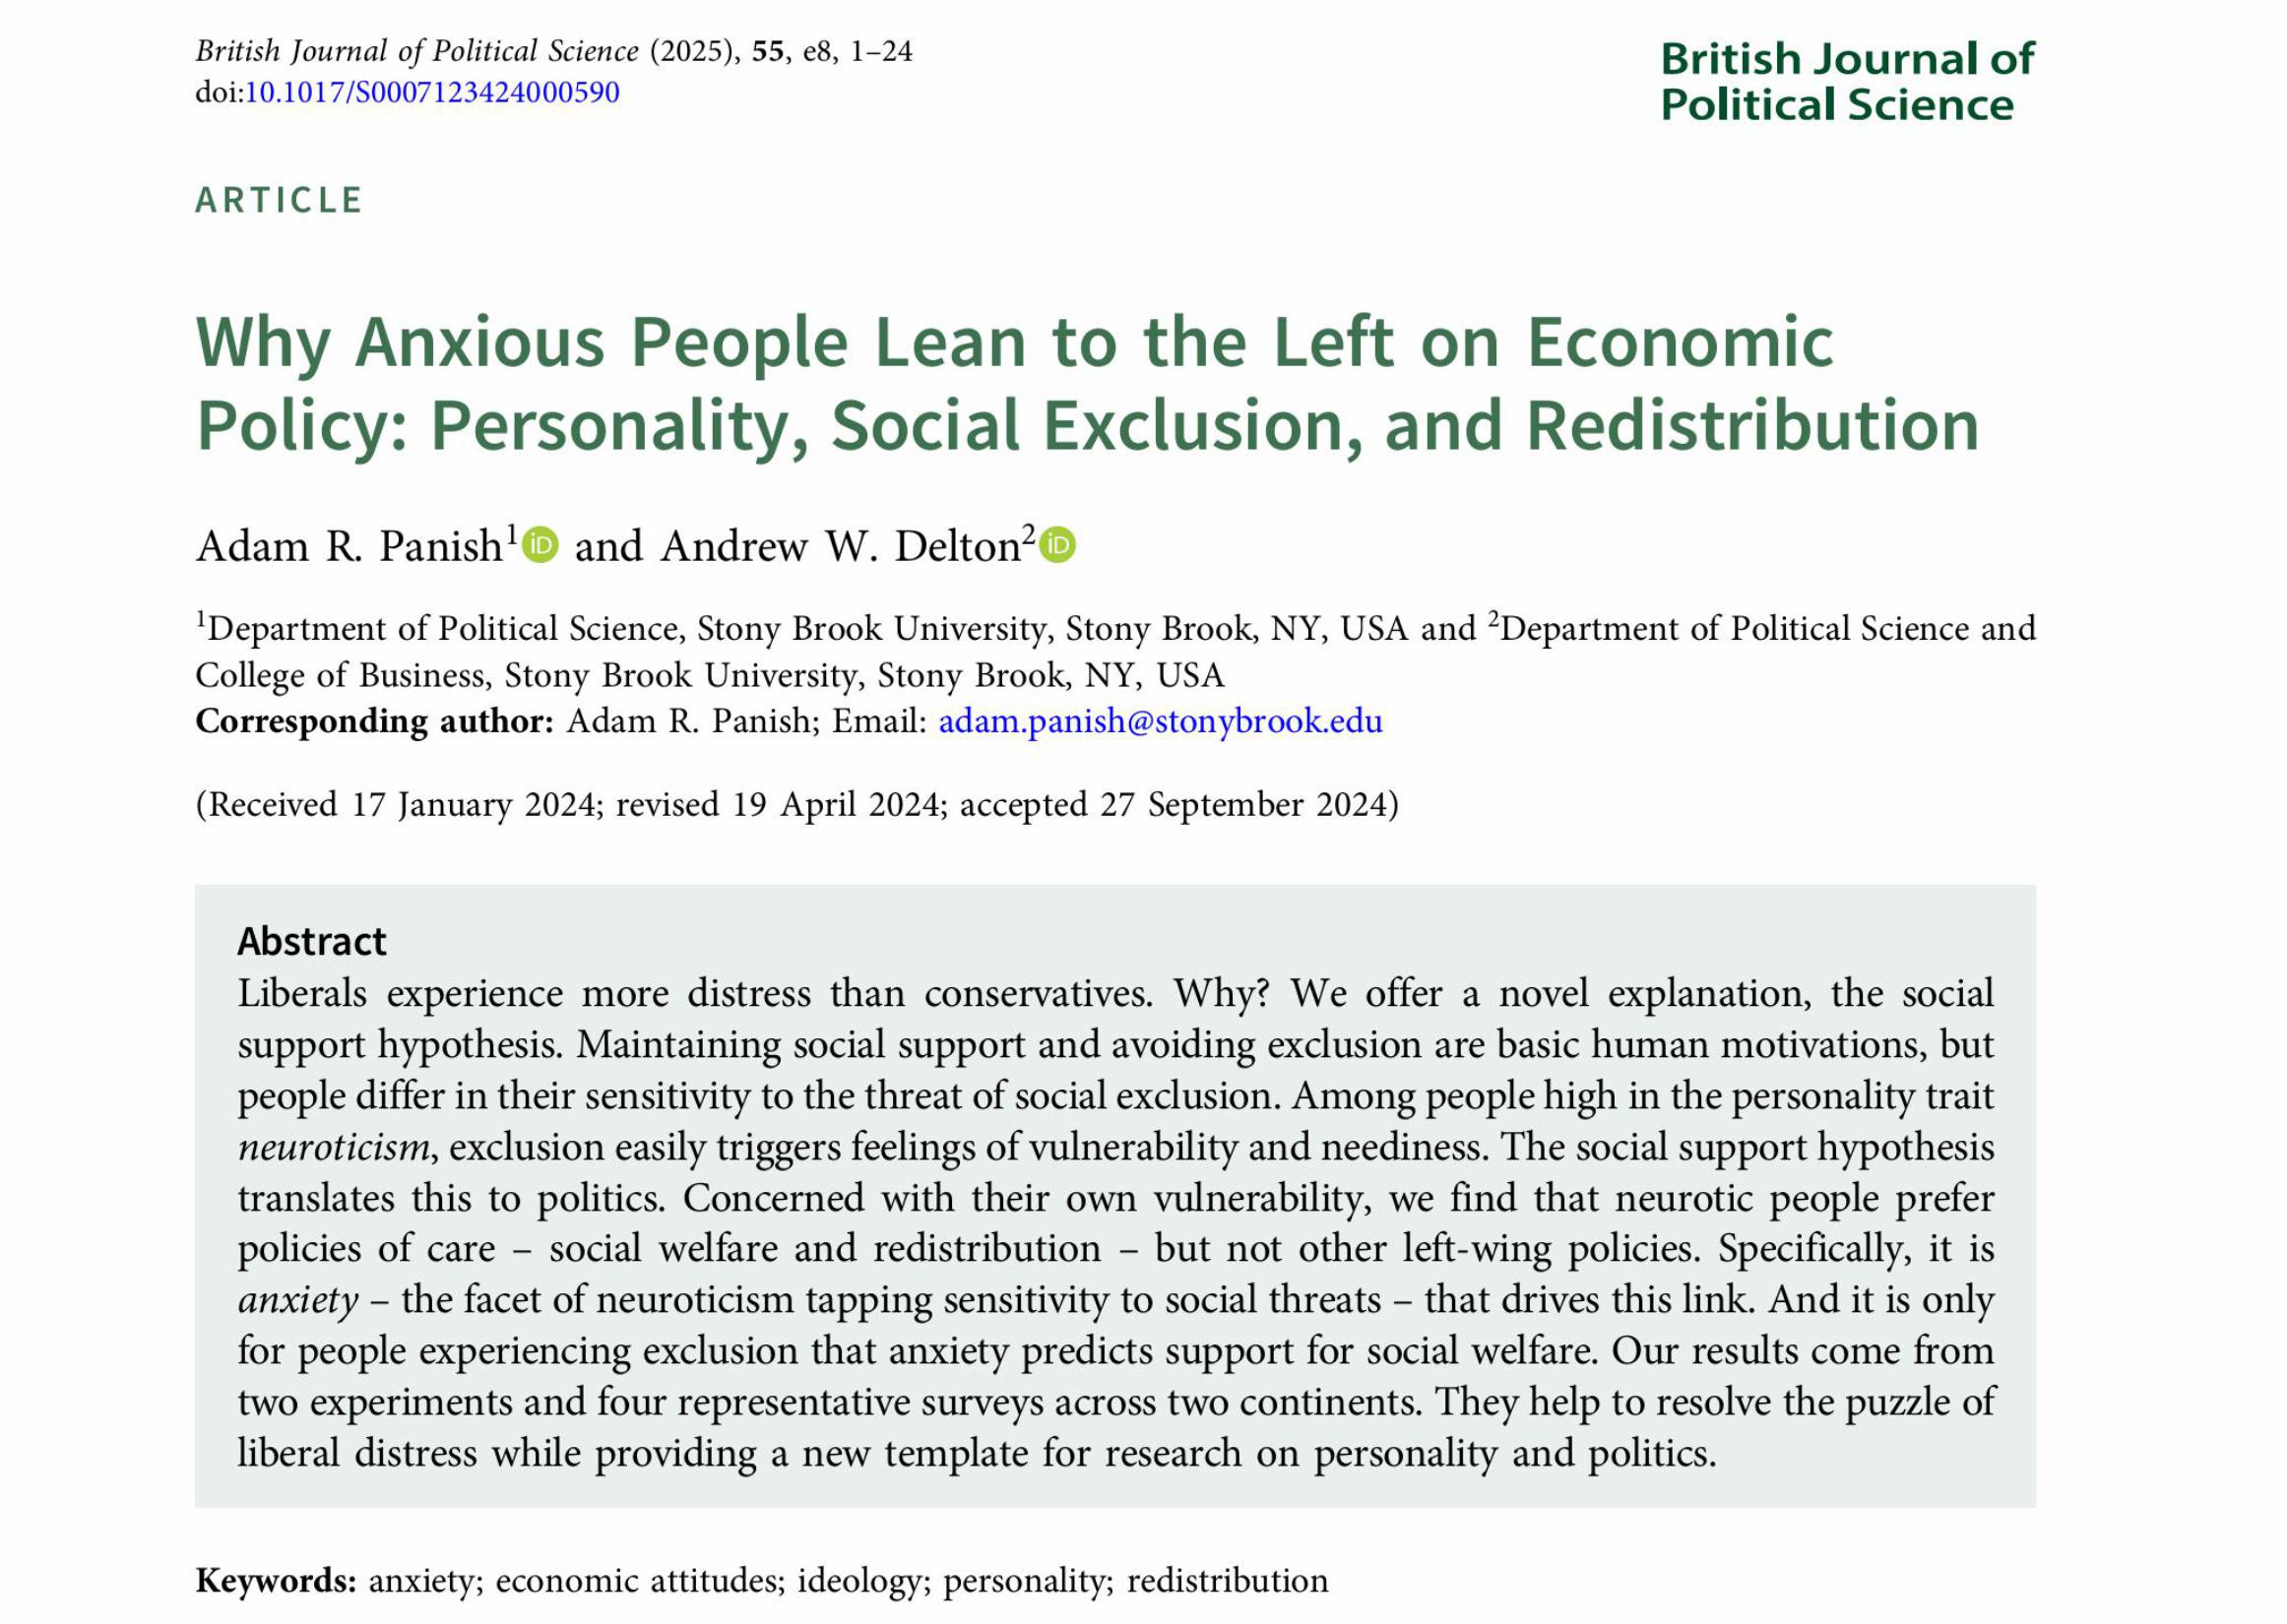 British Journal of Political Science (2025), 55, e8, 1–24
doi:10.1017/S0007123424000590
British Journal of
Political Science
ARTICLE
Why Anxious People Lean to the Left on Economic
Policy: Personality, Social Exclusion, and Redistribution
Adam R. Panish1 iD and Andrew W. Delton2 iD
1Department of Political Science, Stony Brook University, Stony Brook, NY, USA and 2Department of Political Science and
College of Business, Stony Brook University, Stony Brook, NY, USA
Corresponding author: Adam R. Panish; Email: adam.panish@stonybrook.edu
(Received 17 January 2024; revised 19 April 2024; accepted 27 September 2024)
Abstract
Liberals experience more distress than conservatives. Why? We offer a novel explanation, the social
support hypothesis. Maintaining social support and avoiding exclusion are basic human motivations, but
people differ in their sensitivity to the threat of social exclusion. Among people high in the personality trait
neuroticism, exclusion easily triggers feelings of vulnerability and neediness. The social support hypothesis
translates this to politics. Concerned with their own vulnerability, we find that neurotic people prefer
policies of care – social welfare and redistribution – but not other left-wing policies. Specifically, it is
anxiety – the facet of neuroticism tapping sensitivity to social threats – that drives this link. And it is only
for people experiencing exclusion that anxiety predicts support for social welfare. Our results come from
two experiments and four representative surveys across two continents. They help to resolve the puzzle of
liberal distress while providing a new template for research on personality and politics.
Keywords: anxiety; economic attitudes; ideology; personality; redistribution